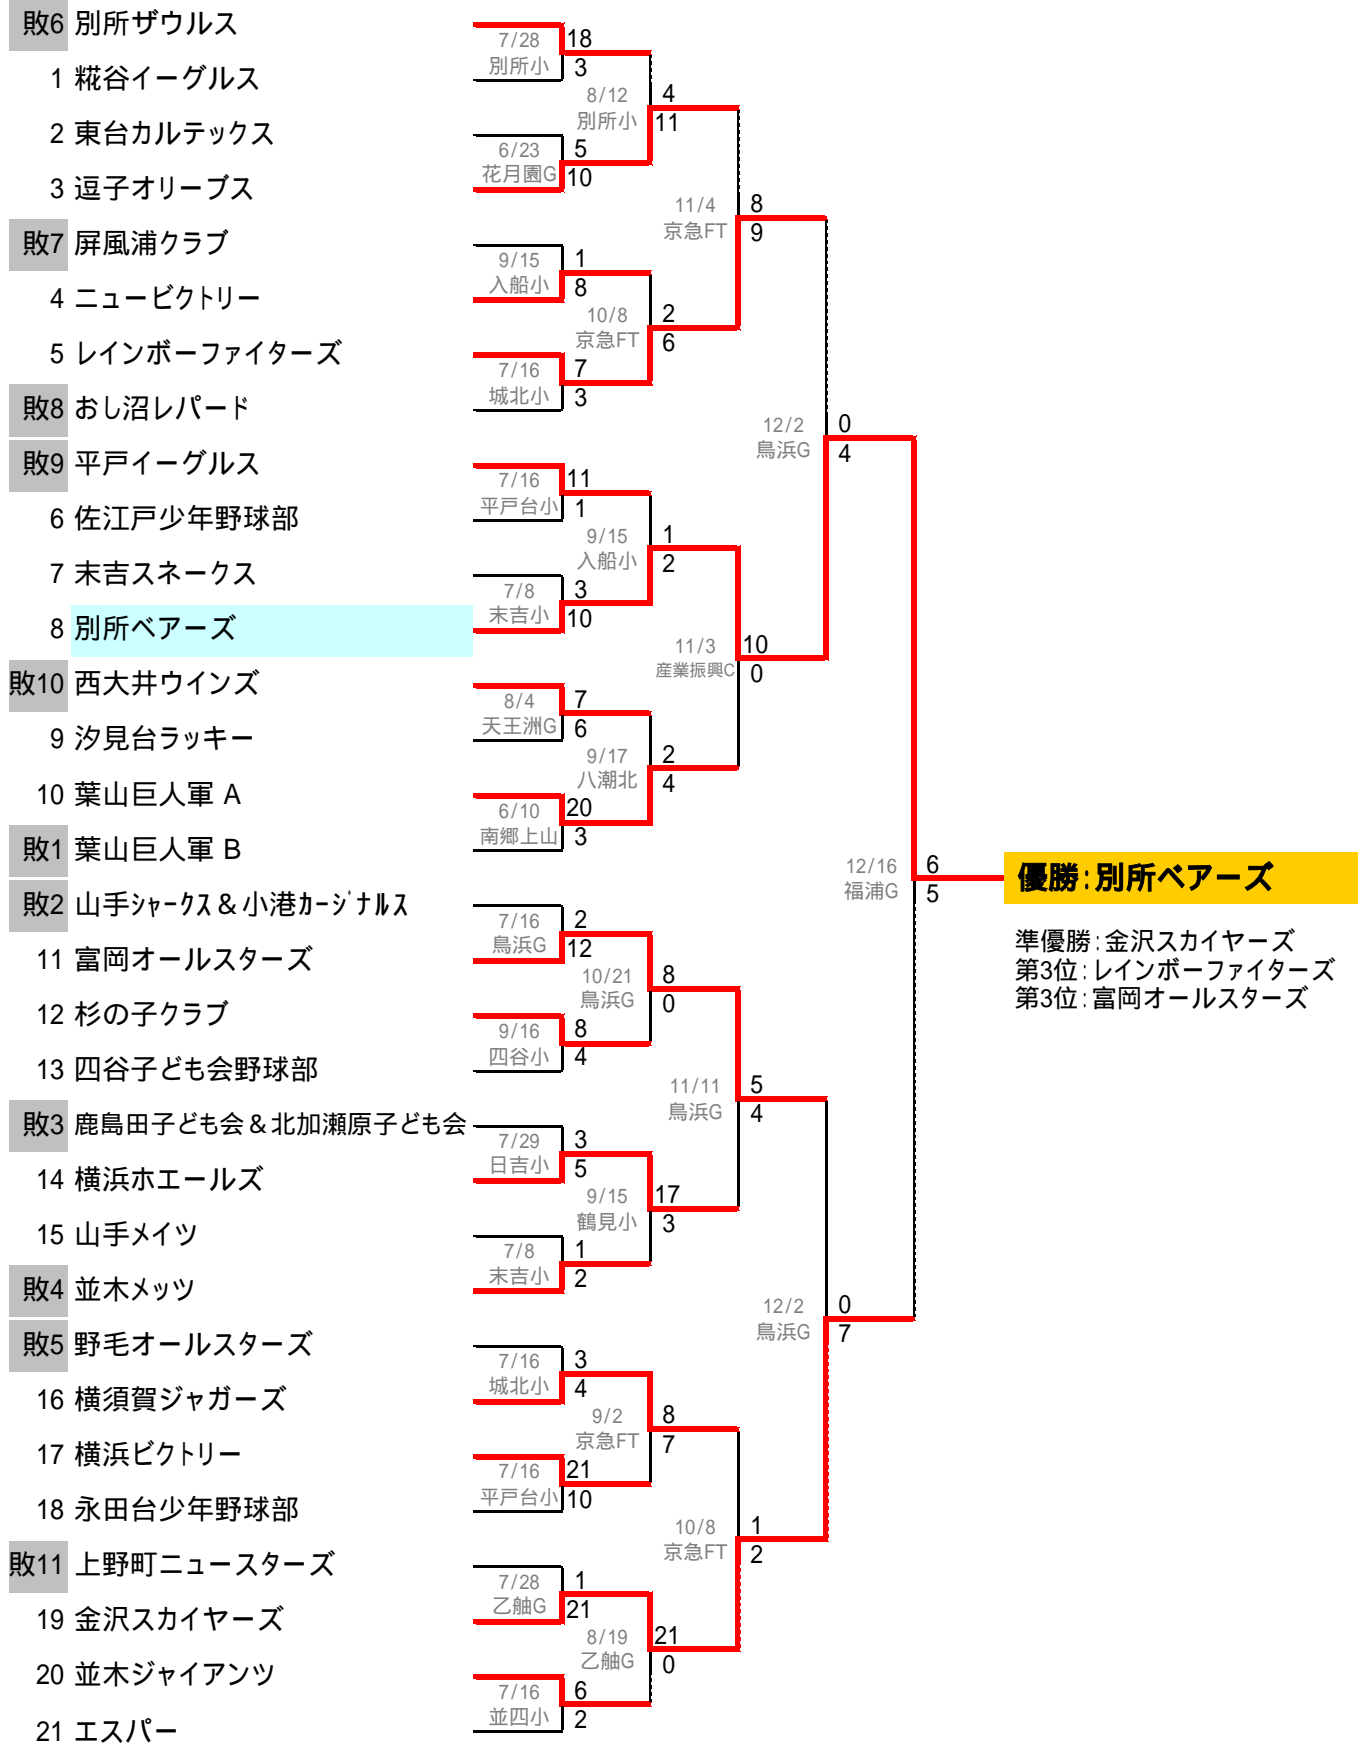 敗6 別所ザウルス
1 糀谷イーグルス
2 東台カルテックス
3 逗子オリーブス
敗7 屏風浦クラブ
4 ニュービクトリー
5 レインボーファイターズ
敗8 おし沼レパード
敗9 平戸イーグルス
6 佐江戸少年野球部
7 末吉スネークス
8 別所ベアーズ
敗10 西大井ウインズ
9 汐見台ラッキー
10 葉山巨人軍 A
敗1 葉山巨人軍 B
敗2 山手シャークス&小港カージナルス
11 富岡オールスターズ
12 杉の子クラブ
13 四谷子ども会野球部
敗3 鹿島田子ども会&北加瀬原子ども会
14 横浜ホエールズ
15 山手メイツ
敗4 並木メッツ
敗5 野毛オールスターズ
16 横須賀ジャガーズ
17 横浜ビクトリー
18 永田台少年野球部
敗11 上野町ニュースターズ
19 金沢スカイヤーズ
20 並木ジャイアンツ
21 エスパー
7/28 18
別所小 3
6/23 5
花月園G 10
9/15 1
入船小 8
7/16 7
城北小 3
7/16 11
平戸台小 1
7/8 3
末吉小 10
8/4 7
天王洲G 6
6/10 20
南郷上山 3
7/16 2
鳥浜G 12
9/16 8
四谷小 4
7/29 3
日吉小 5
7/8 1
末吉小 2
7/16 3
城北小 4
7/16 21
平戸台小 10
7/28 1
乙舳G 21
7/16 6
並四小 2
8/12 4
別所小 11
10/8 2
京急FT 6
9/15 1
入船小 2
9/17 2
八潮北 4
10/21 8
鳥浜G 0
9/15 17
鶴見小 3
9/2 8
京急FT 7
8/19 21
乙舳G 0
11/4 8
京急FT 9
11/3 10
産業振興C 0
11/11 5
鳥浜G 4
10/8 1
京急FT 2
12/2 0
鳥浜G 4
12/2 0
鳥浜G 7
12/16 6
福浦G 5
優勝:別所ベアーズ
準優勝:金沢スカイヤーズ
第3位:レインボーファイターズ
第3位:富岡オールスターズ